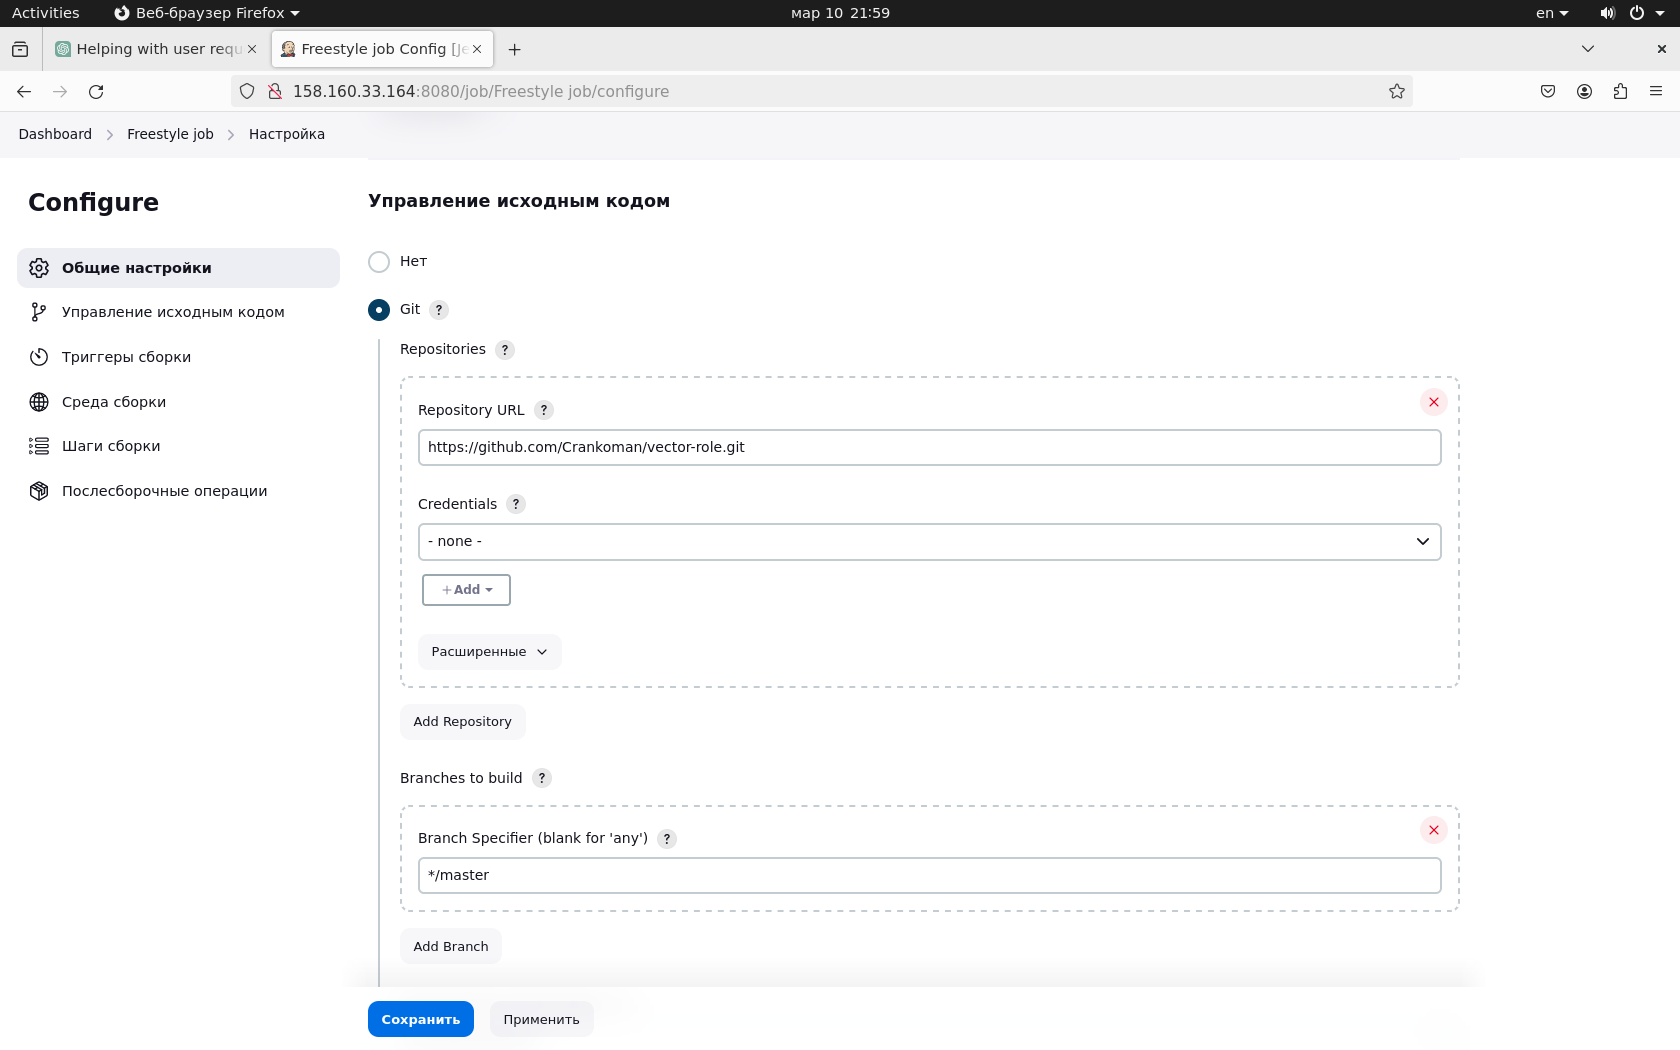 Activities
Веб-браузер Firefox
мар 10 21:59
en
Helping with user requ
Freestyle job Config [Je
158.160.33.164:8080/job/Freestyle job/configure
Dashboard
Freestyle job
Настройка
Configure
Общие настройки
Управление исходным кодом
Триггеры сборки
Среда сборки
Шаги сборки
Послесборочные операции
Управление исходным кодом
Нет
Git ?
Repositories ?
Repository URL ?
https://github.com/Crankoman/vector-role.git
Credentials ?
- none -
+ Add
Расширенные
Add Repository
Branches to build ?
Branch Specifier (blank for 'any') ?
*/master
Add Branch
Сохранить
Применить